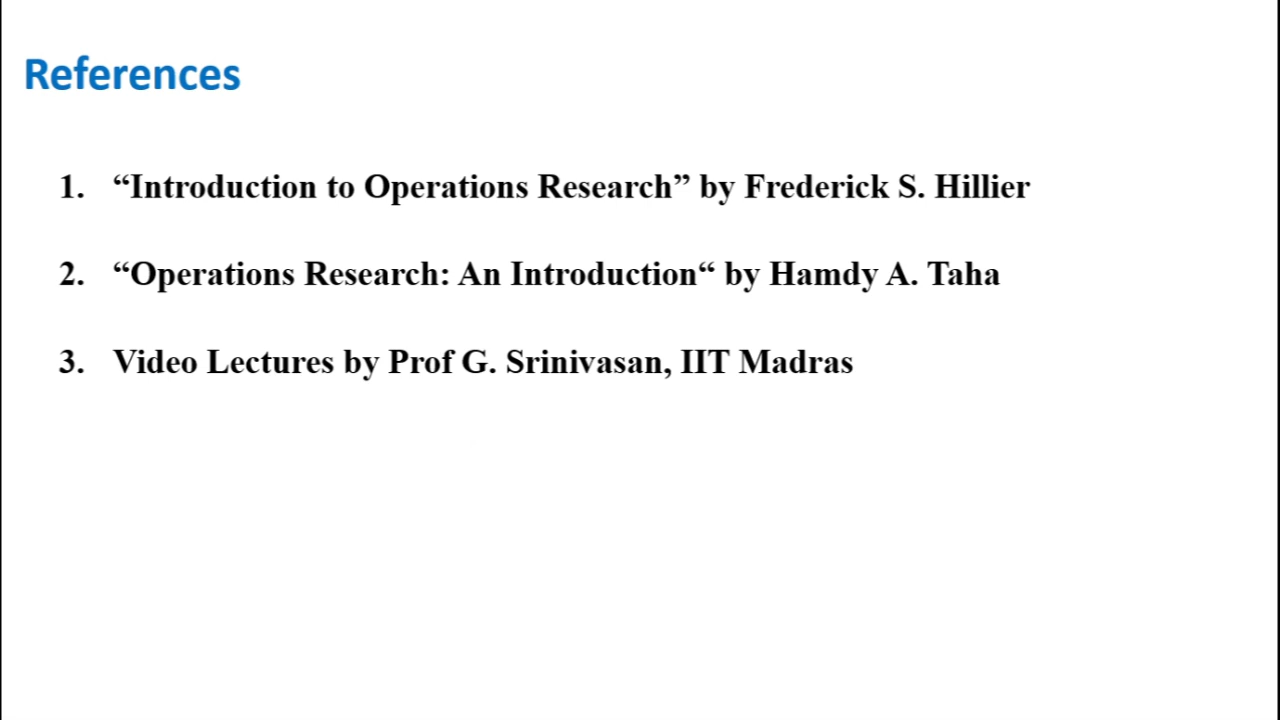 References
1. “Introduction to Operations Research” by Frederick S. Hillier
2. “Operations Research: An Introduction“ by Hamdy A. Taha
3. Video Lectures by Prof G. Srinivasan, IIT Madras